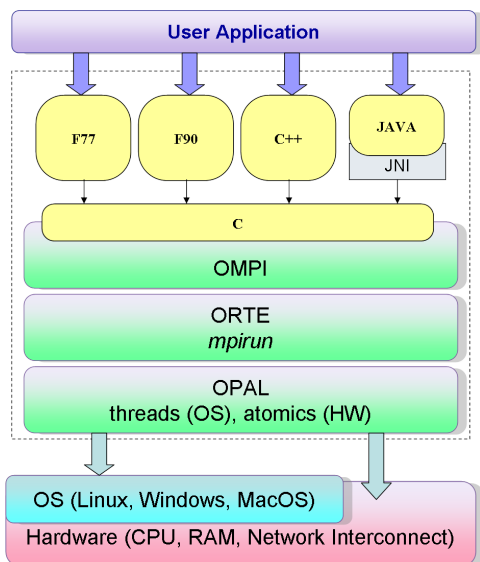 User Application
F77
F90
C++
JAVA
JNI
C
OMPI
ORTE
mpirun
OPAL
threads (OS), atomics (HW)
OS (Linux, Windows, MacOS)
Hardware (CPU, RAM, Network Interconnect)